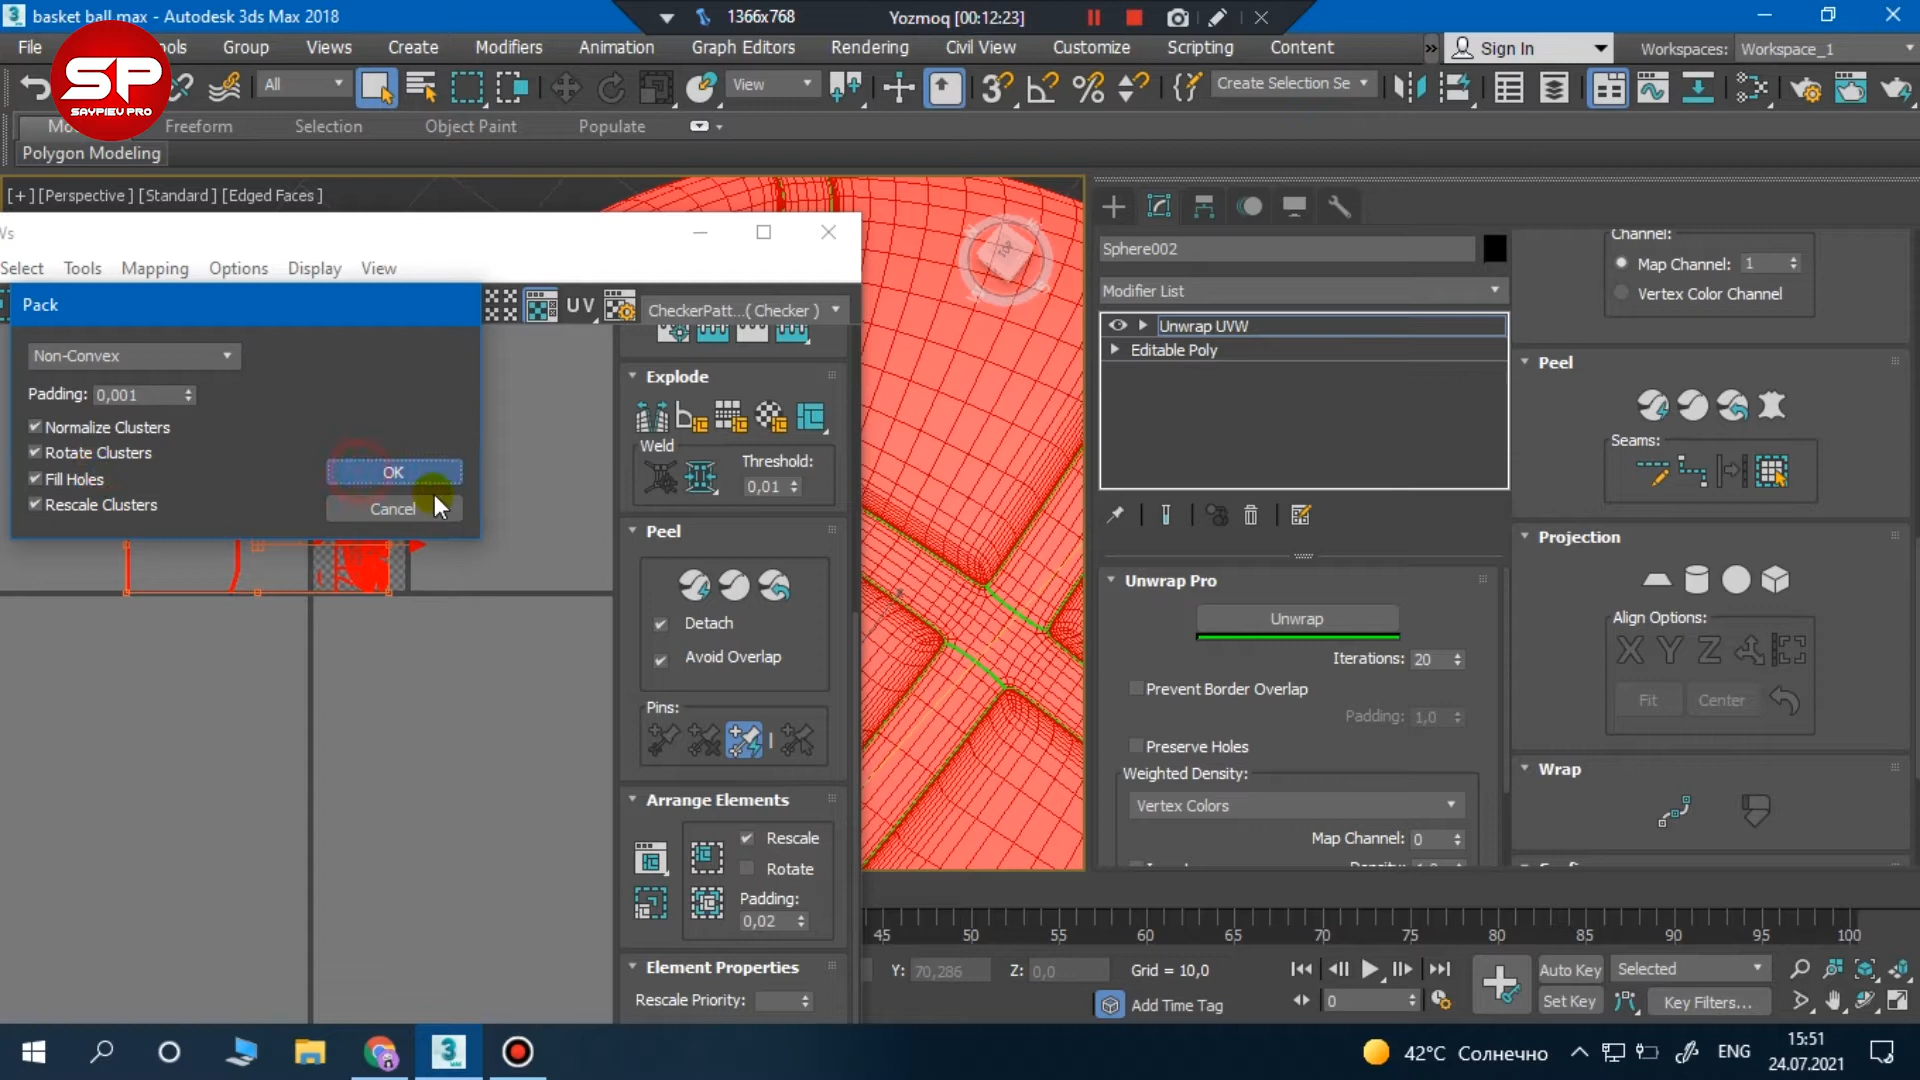 basket ball.max - Autodesk 3ds Max 2018
1366x768
Yozmoq [00:12:23]
File
Group
Views
Create
Modifiers
Animation
Graph Editors
Rendering
Civil View
Customize
Scripting
Content
Sign In
Workspaces: Workspace_1
SP
SAYPIEV PRO
All
View
Create Selection Se
Freeform
Selection
Object Paint
Populate
Polygon Modeling
[+] [Perspective ] [Standard ] [Edged Faces ]
Select
Tools
Mapping
Options
Display
View
Pack
Non-Convex
Padding: 0,001
Normalize Clusters
Rotate Clusters
Fill Holes
Rescale Clusters
OK
Cancel
UV
CheckerPatt...( Checker )
Explode
Weld
Threshold:
0,01
Peel
Detach
Avoid Overlap
Pins:
Arrange Elements
Rescale
Rotate
Padding:
0,02
Element Properties
Rescale Priority:
TOP
Sphere002
Modifier List
Unwrap UVW
Editable Poly
Unwrap Pro
Unwrap
Iterations: 20
Prevent Border Overlap
Padding: 1,0
Preserve Holes
Weighted Density:
Vertex Colors
Map Channel: 0
Channel:
Map Channel: 1
Vertex Color Channel
Peel
Seams:
Projection
Align Options:
X Y Z
Fit
Center
Wrap
45 50 55 60 65 70 75 80 85 90 95 100
Y: 70,286
Z: 0,0
Grid = 10,0
Add Time Tag
0
Auto Key
Selected
Set Key
Key Filters...
42°C Солнечно
ENG
15:51
24.07.2021